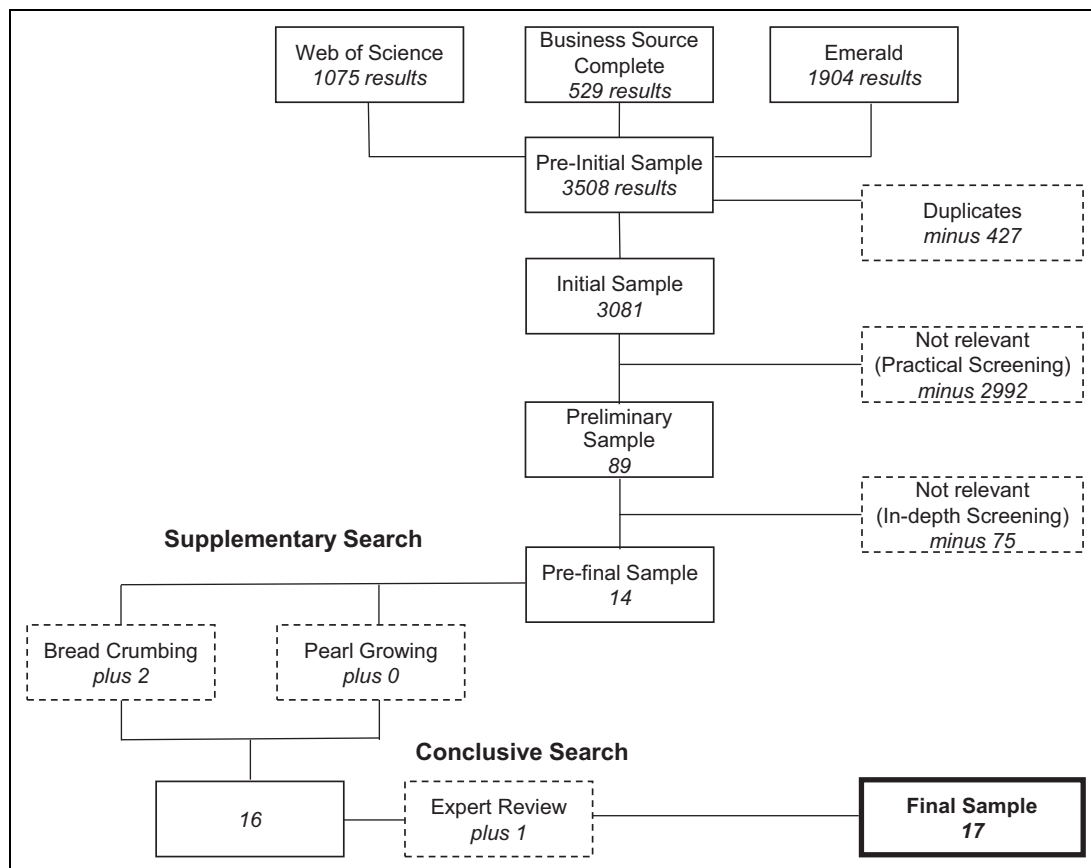 Web of Science
1075 results
Business Source
Complete
529 results
Emerald
1904 results
Pre-Initial Sample
3508 results
Duplicates
minus 427
Initial Sample
3081
Not relevant
(Practical Screening)
minus 2992
Preliminary
Sample
89
Not relevant
(In-depth Screening)
minus 75
Supplementary Search
Pre-final Sample
14
Bread Crumbing
plus 2
Pearl Growing
plus 0
Conclusive Search
16
Expert Review
plus 1
Final Sample
17